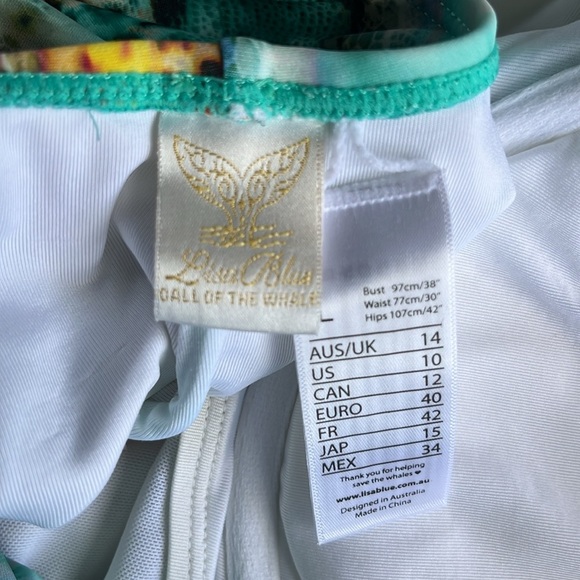 Lisa Blue
CALL OF THE WHALE
L
Bust 97cm/38"
Waist 77cm/30"
Hips 107cm/42"
AUS/UK 14
US 10
CAN 12
EURO 40
FR 42
JAP 15
MEX 34
Thank you for helping
save the whales ♥
www.lisablue.com.au
Designed in Australia
Made in China